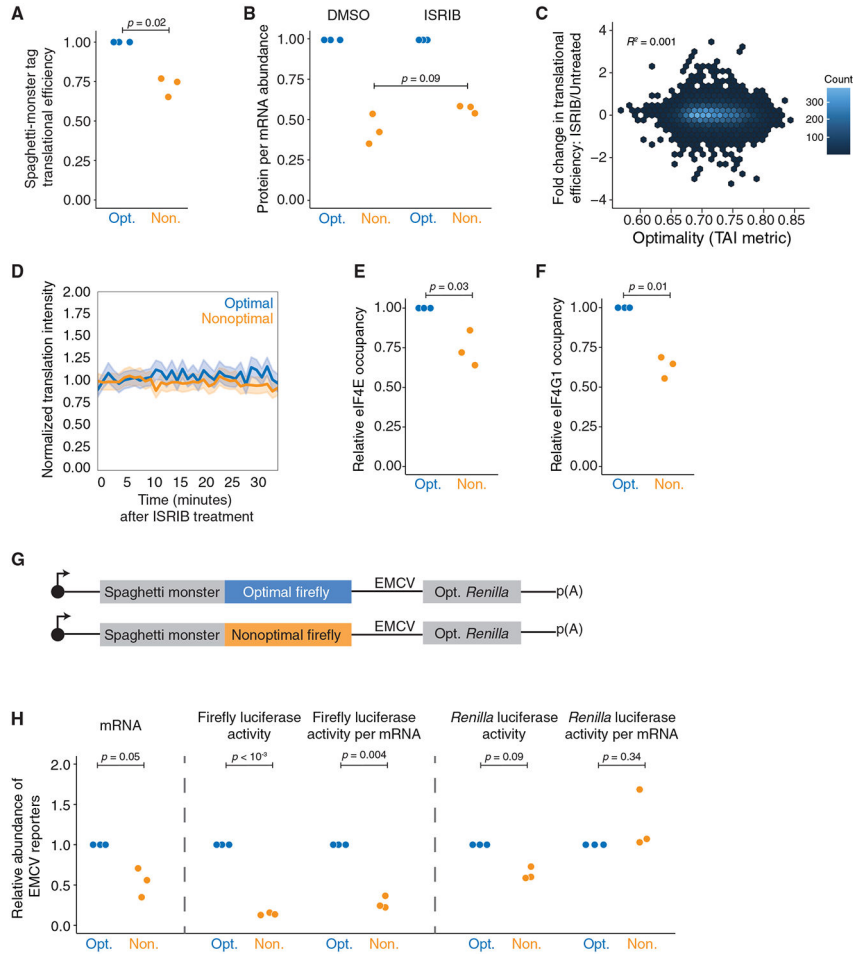 A
p = 0.02
Spaghetti-monster tag
translational efficiency
1.00
0.75
0.50
0.25
0.00
Opt. Non.
B
DMSO ISRIB
Protein per mRNA abundance
p = 0.09
1.00
0.75
0.50
0.25
0.00
Opt. Non. Opt. Non.
C
Fold change in translational
efficiency: ISRIB/Untreated
R² = 0.001
4
2
0
−2
−4
0.60 0.65 0.70 0.75 0.80 0.85
Optimality (TAI metric)
Count
300
200
100
D
Normalized translation intensity
2.00
1.75
1.50
1.25
1.00
0.75
0.50
0.25
0.00
Optimal
Nonoptimal
0 5 10 15 20 25 30
Time (minutes)
after ISRIB treatment
E
p = 0.03
Relative eIF4E occupancy
1.00
0.75
0.50
0.25
0.00
Opt. Non.
F
p = 0.01
Relative eIF4G1 occupancy
1.00
0.75
0.50
0.25
0.00
Opt. Non.
G
Spaghetti monster Optimal firefly EMCV Opt. Renilla p(A)
Spaghetti monster Nonoptimal firefly EMCV Opt. Renilla p(A)
H
mRNA
Firefly luciferase
activity
Firefly luciferase
activity per mRNA
Renilla luciferase
activity
Renilla luciferase
activity per mRNA
Relative abundance of
EMCV reporters
2.0
1.5
1.0
0.5
0.0
p = 0.05 p < 10⁻³ p = 0.004 p = 0.09 p = 0.34
Opt. Non. Opt. Non. Opt. Non. Opt. Non. Opt. Non.